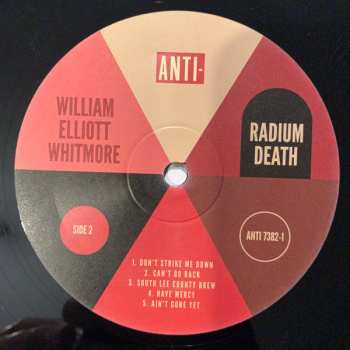 ANTI-
WILLIAM
ELLIOTT
WHITMORE
RADIUM
DEATH
SIDE 2
ANTI 7382-1
1. DON'T STRIKE ME DOWN
2. CAN'T GO BACK
3. SOUTH LEE COUNTY BREW
4. HAVE MERCY
5. AIN'T GONE YET